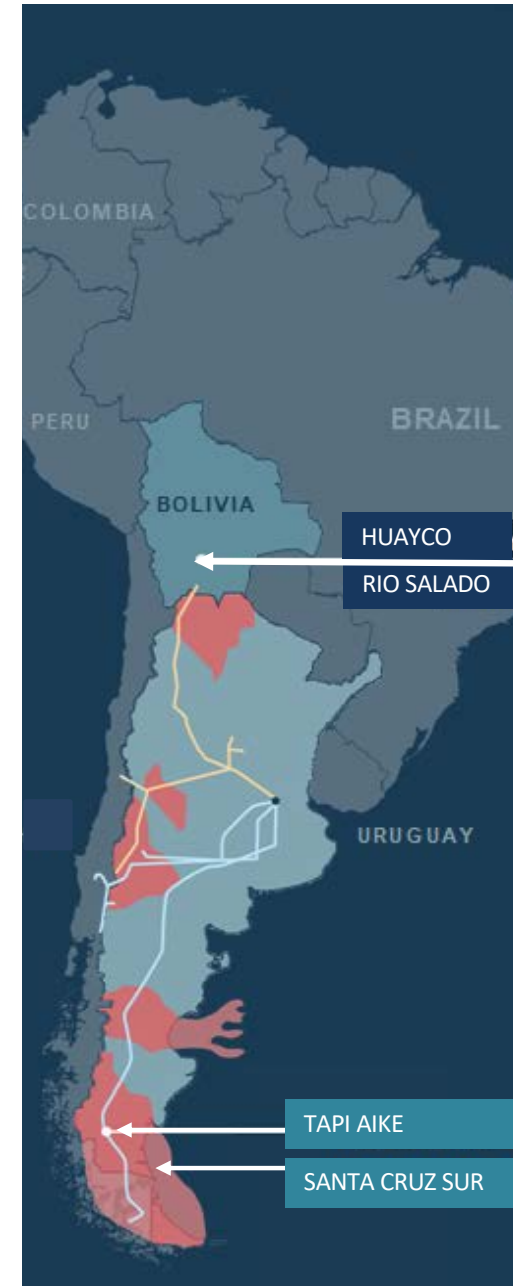 COLOMBIA
PERU
BRAZIL
BOLIVIA
HUAYCO
RIO SALADO
URUGUAY
TAPI AIKE
SANTA CRUZ SUR